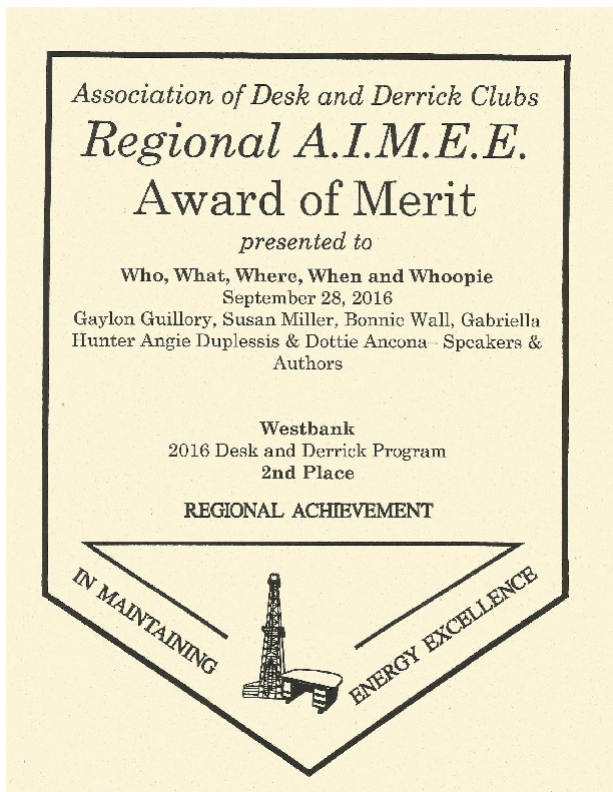 Association of Desk and Derrick Clubs
Regional A.I.M.E.E.
Award of Merit
presented to
Who, What, Where, When and Whoopie
September 28, 2016
Gaylon Guillory, Susan Miller, Bonnie Wall, Gabriella
Hunter Angie Duplessis & Dottie Ancona– Speakers &
Authors
Westbank
2016 Desk and Derrick Program
2nd Place
REGIONAL ACHIEVEMENT
IN MAINTAINING
ENERGY EXCELLENCE